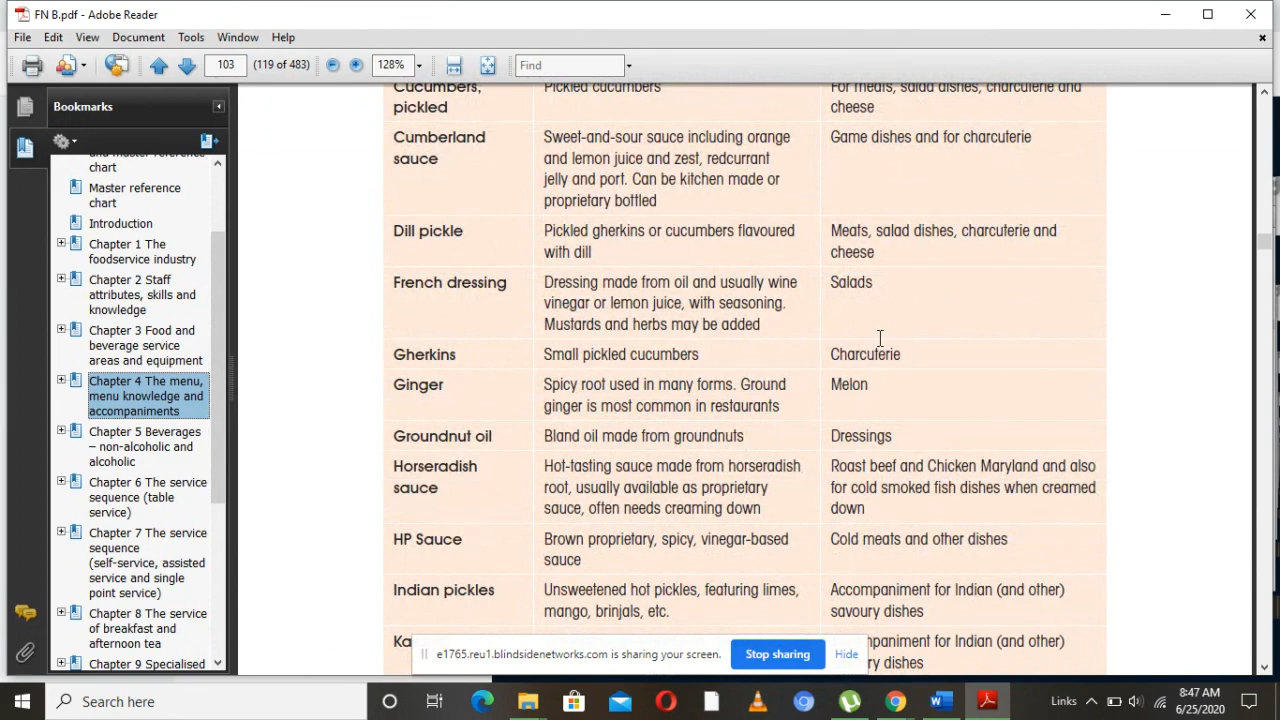 FN B.pdf - Adobe Reader
File Edit View Document Tools Window Help
103 (119 of 483) 128% Find
Bookmarks
and master reference
chart
Master reference
chart
Introduction
Chapter 1 The
foodservice industry
Chapter 2 Staff
attributes, skills and
knowledge
Chapter 3 Food and
beverage service
areas and equipment
Chapter 4 The menu,
menu knowledge and
accompaniments
Chapter 5 Beverages
– non-alcoholic and
alcoholic
Chapter 6 The service
sequence (table
service)
Chapter 7 The service
sequence
(self-service, assisted
service and single
point service)
Chapter 8 The service
of breakfast and
afternoon tea
Chapter 9 Specialised
Cucumbers, Pickled cucumbers For meats, salad dishes, charcuterie and
pickled cheese
Cumberland Sweet-and-sour sauce including orange Game dishes and for charcuterie
sauce and lemon juice and zest, redcurrant
jelly and port. Can be kitchen made or
proprietary bottled
Dill pickle Pickled gherkins or cucumbers flavoured Meats, salad dishes, charcuterie and
with dill cheese
French dressing Dressing made from oil and usually wine Salads
vinegar or lemon juice, with seasoning.
Mustards and herbs may be added
Gherkins Small pickled cucumbers Charcuterie
Ginger Spicy root used in many forms. Ground Melon
ginger is most common in restaurants
Groundnut oil Bland oil made from groundnuts Dressings
Horseradish Hot-tasting sauce made from horseradish Roast beef and Chicken Maryland and also
sauce root, usually available as proprietary for cold smoked fish dishes when creamed
sauce, often needs creaming down down
HP Sauce Brown proprietary, spicy, vinegar-based Cold meats and other dishes
sauce
Indian pickles Unsweetened hot pickles, featuring limes, Accompaniment for Indian (and other)
mango, brinjals, etc. savoury dishes
for Indian (and other)
dishes
e1765.reu1.blindsidenetworks.com is sharing your screen. Stop sharing Hide
Search here Links 8:47 AM
6/25/2020